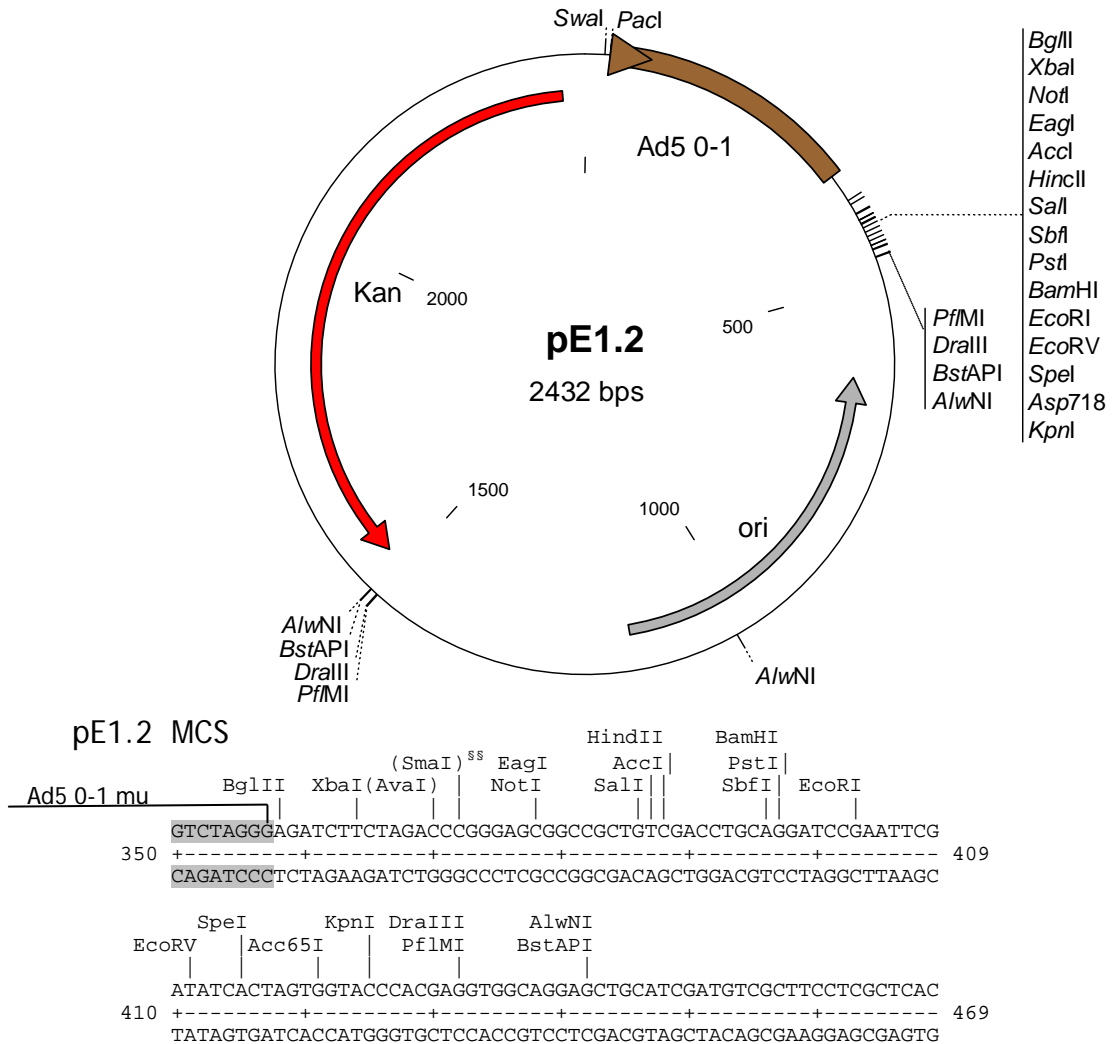 SwaI PacI
BglII
XbaI
NotI
EagI
AccI
HincII
SalI
SbfI
PstI
BamHI
EcoRI
EcoRV
SpeI
Asp718
KpnI
Ad5 0-1
Kan
2000
500
pE1.2
2432 bps
PflMI
DraIII
BstAPI
AlwNI
1500
1000
ori
AlwNI
BstAPI
DraIII
PflMI
AlwNI
pE1.2 MCS
HindII BamHI
(SmaI)§§ EagI AccI PstI
BglII XbaI(AvaI) NotI SalI SbfI EcoRI
Ad5 0-1 mu
GTCTAGGGAGATCTTCTAGACCCGGGAGCGGCCGCTGTCGACCTGCAGGATCCGAATTCG
350 409
CAGATCCCTCTAGAAGATCTGGGCCCTCGCCGGCGACAGCTGGACGTCCTAGGCTTAAGC
SpeI KpnI DraIII AlwNI
EcoRV Acc65I PflMI BstAPI
ATATCACTAGTGGTACCCACGAGGTGGCAGGAGCTGCATCGATGTCGCTTCCTCGCTCAC
410 469
TATAGTGATCACCATGGGTGCTCCACCGTCCTCGACGTAGCTACAGCGAAGGAGCGAGTG